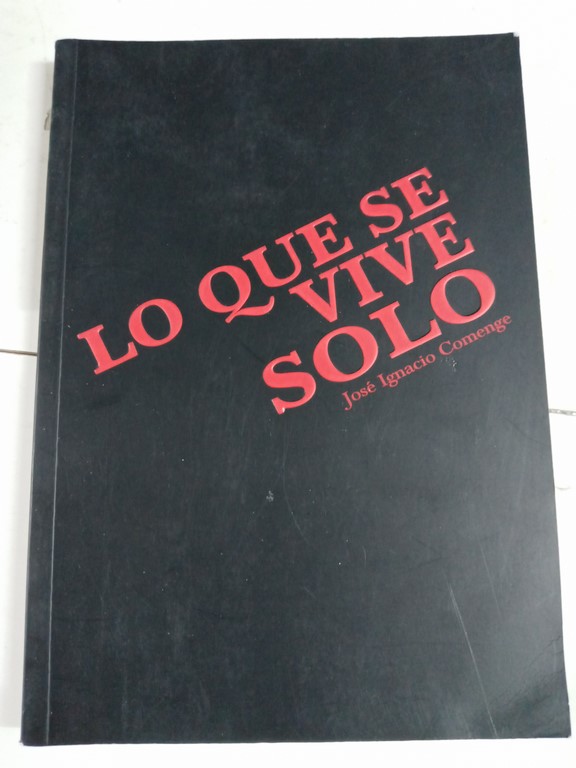 LO QUE SE
VIVE
SOLO
José Ignacio Comenge